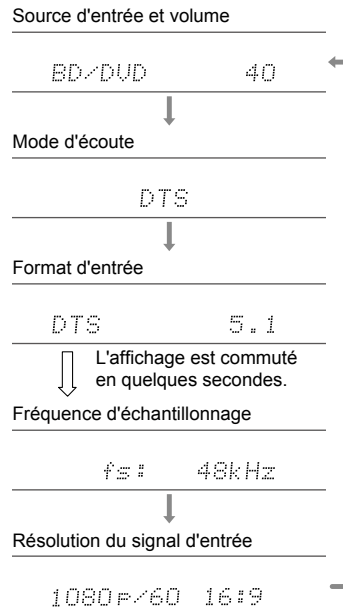 Source d'entrée et volume
BD/DVD 40
Mode d'écoute
DTS
Format d'entrée
DTS 5.1
L'affichage est commuté
en quelques secondes.
Fréquence d'échantillonnage
fs: 48kHz
Résolution du signal d'entrée
1080p/60 16:9